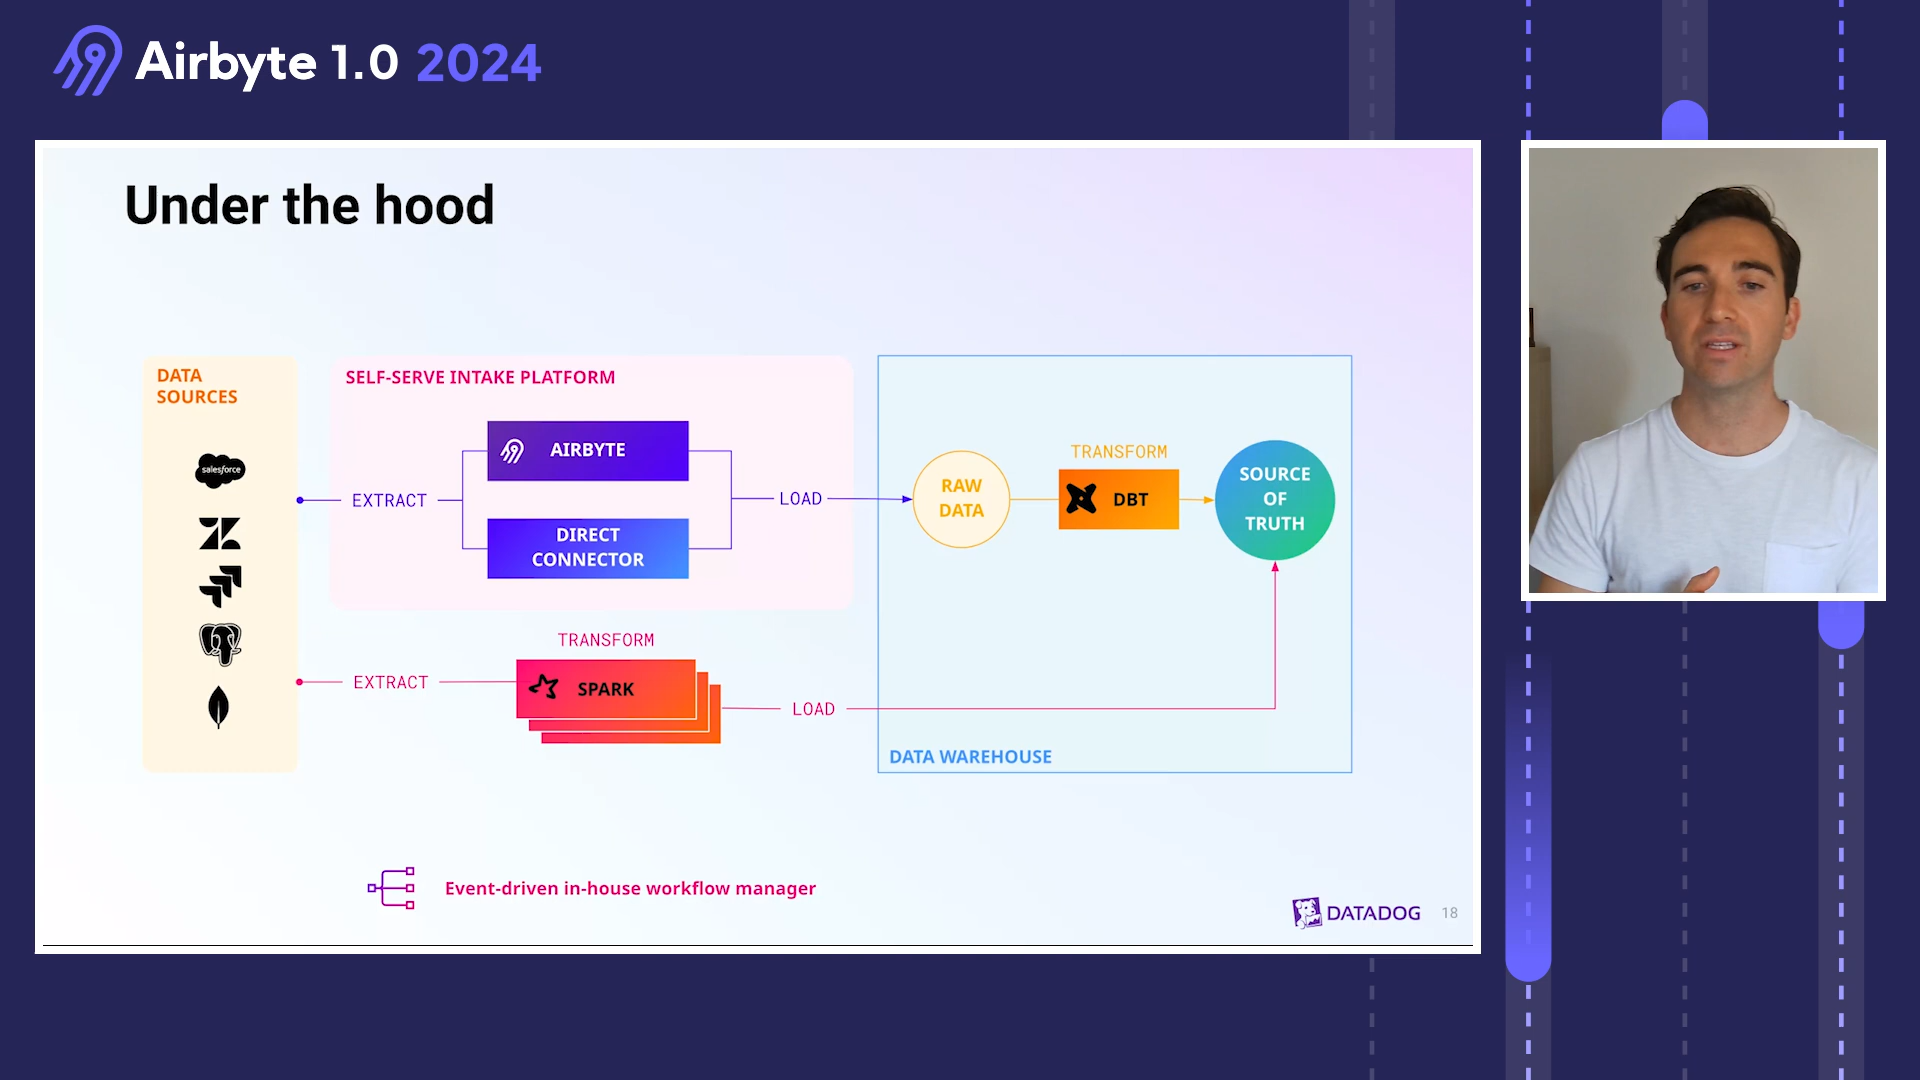 Airbyte 1.0 2024
Under the hood
DATA
SOURCES
salesforce
SELF-SERVE INTAKE PLATFORM
AIRBYTE
EXTRACT
DIRECT
CONNECTOR
LOAD
RAW
DATA
TRANSFORM
DBT
SOURCE
OF
TRUTH
TRANSFORM
EXTRACT
SPARK
LOAD
DATA WAREHOUSE
Event-driven in-house workflow manager
DATADOG
18